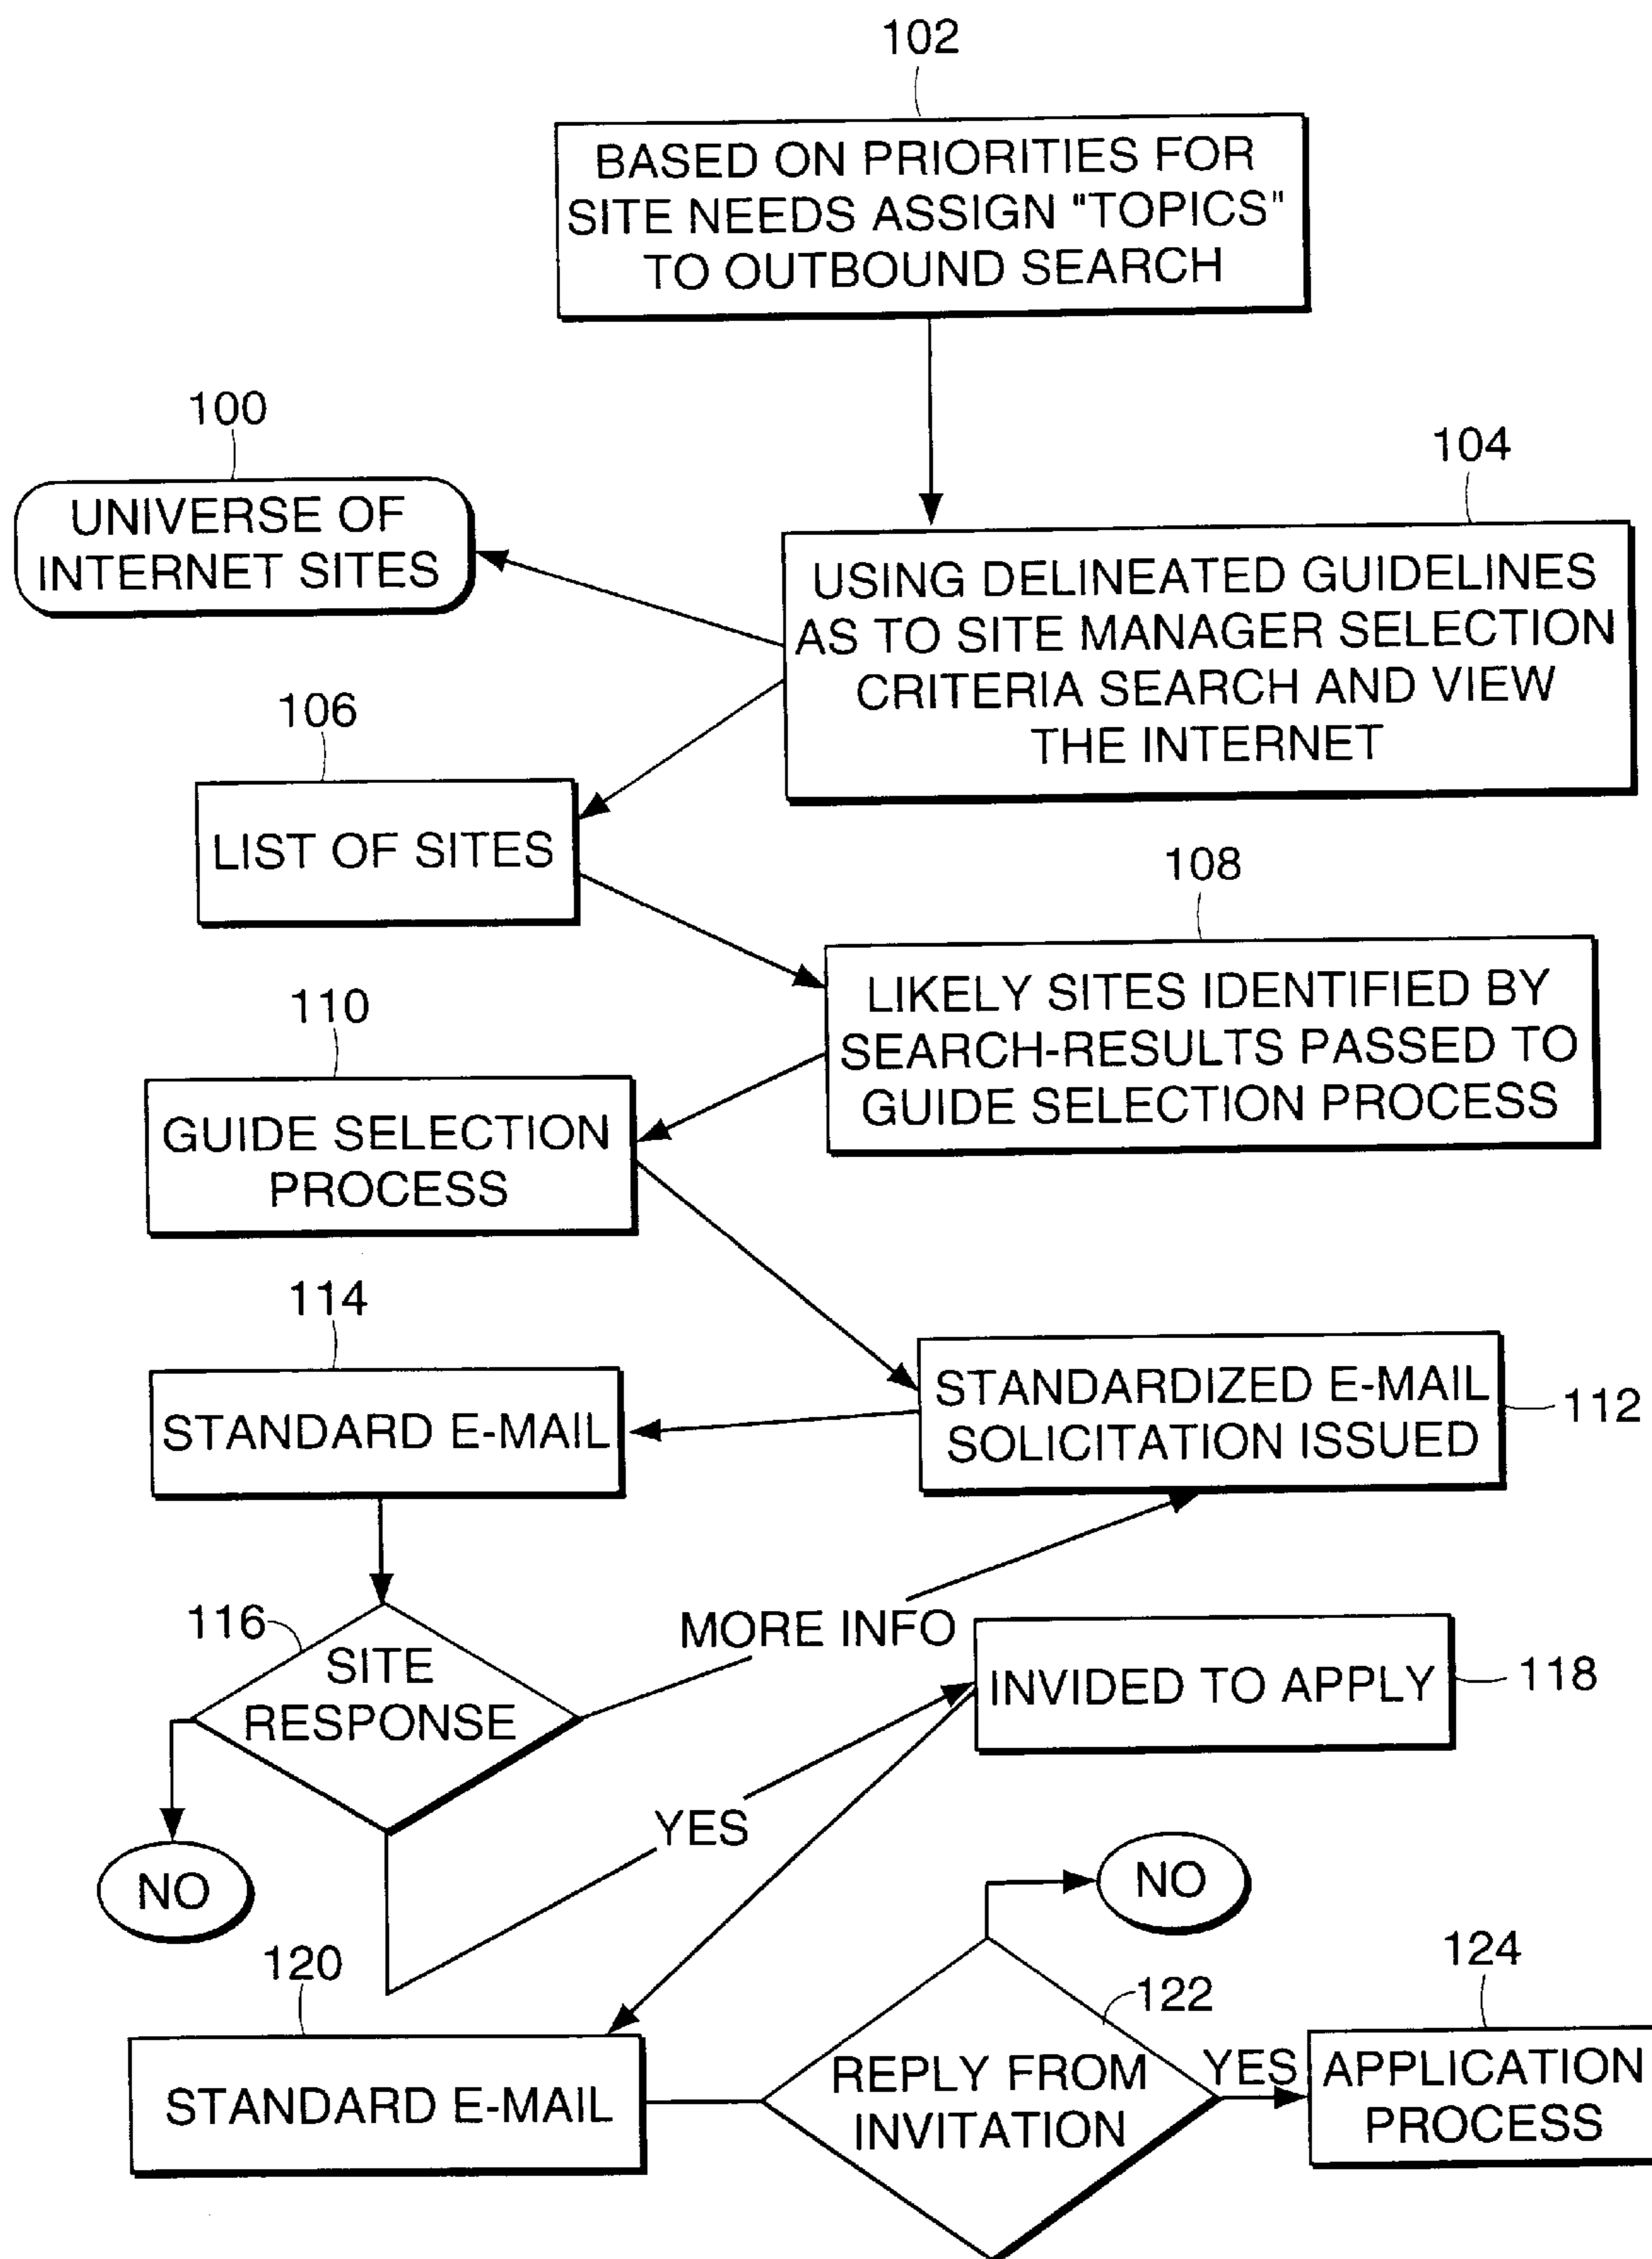 102
BASED ON PRIORITIES FOR
SITE NEEDS ASSIGN "TOPICS"
TO OUTBOUND SEARCH
100
UNIVERSE OF
INTERNET SITES
104
USING DELINEATED GUIDELINES
AS TO SITE MANAGER SELECTION
CRITERIA SEARCH AND VIEW
THE INTERNET
106
LIST OF SITES
108
LIKELY SITES IDENTIFIED BY
SEARCH-RESULTS PASSED TO
GUIDE SELECTION PROCESS
110
GUIDE SELECTION
PROCESS
114
STANDARD E-MAIL
STANDARDIZED E-MAIL
SOLICITATION ISSUED
112
116
SITE
RESPONSE
MORE INFO
INVIDED TO APPLY
118
YES
NO
NO
120
STANDARD E-MAIL
122
REPLY FROM
INVITATION
YES
124
APPLICATION
PROCESS